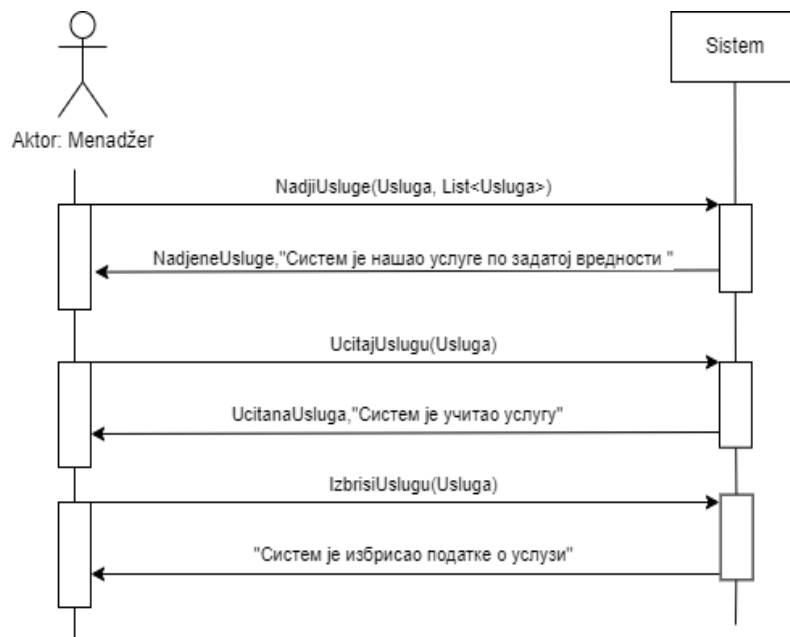 Sistem
Aktor: Menadžer
NadjiUsluge(Usluga, List<Usluga>)
NadjeneUsluge,"Систем је нашао услуге по задатој вредности "
UcitajUslugu(Usluga)
UcitanaUsluga,"Систем је учитао услугу"
IzbrisiUslugu(Usluga)
"Систем је избрисао податке о услузи"